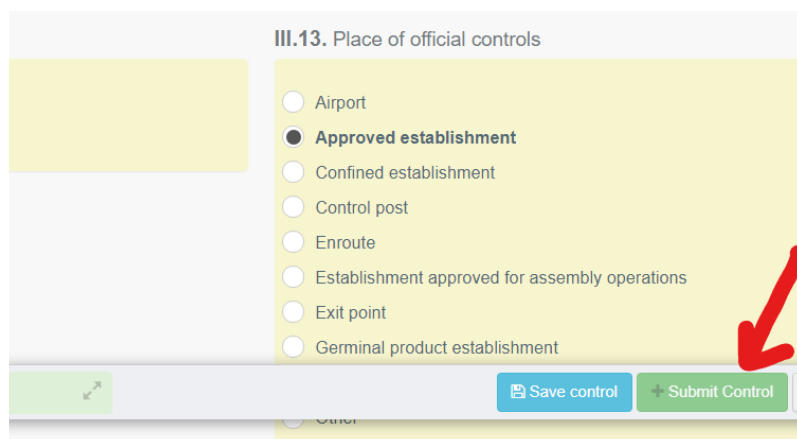 III.13. Place of official controls
Airport
Approved establishment
Confined establishment
Control post
Enroute
Establishment approved for assembly operations
Exit point
Germinal product establishment
Save control
+ Submit Control
Other